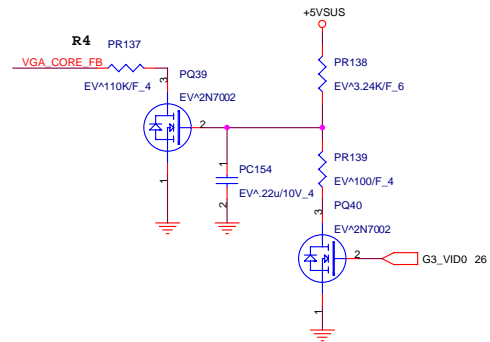 +5VSUS
R4 PR137
VGA_CORE_FB
PR138
EV^3.24K/F_6
3
PQ39
EV^110K/F_4
EV^2N7002
2
1
PC154
EV^.22u/10V_4
2
1
PR139
EV^100/F_4
3
PQ40
EV^2N7002
2
G3_VID0 26
1